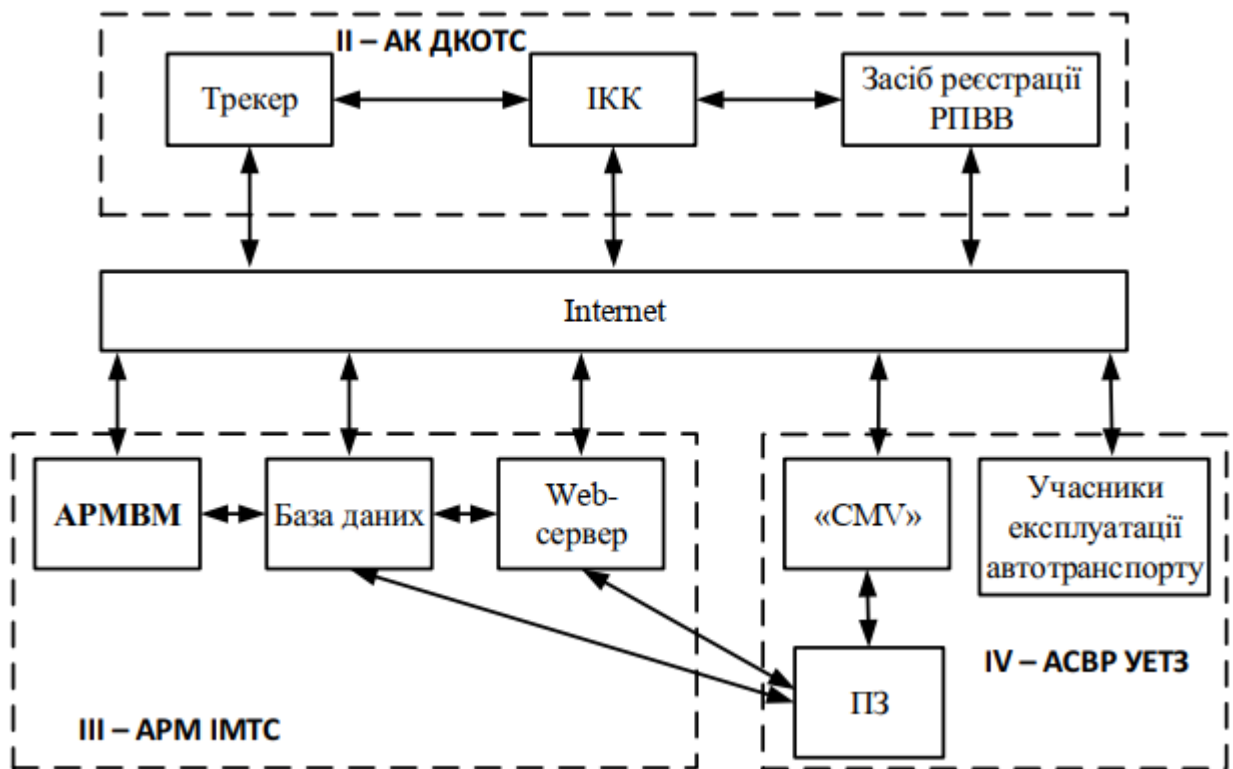 II – АК ДКОТС
Трекер
ІКК
Засіб реєстрації
РПВВ
Internet
АРМВМ
База даних
Web-
сервер
«CMV»
Учасники
експлуатації
автотранспорту
ПЗ
III – АРМ ІМТС
IV – АСВР УЕТЗ